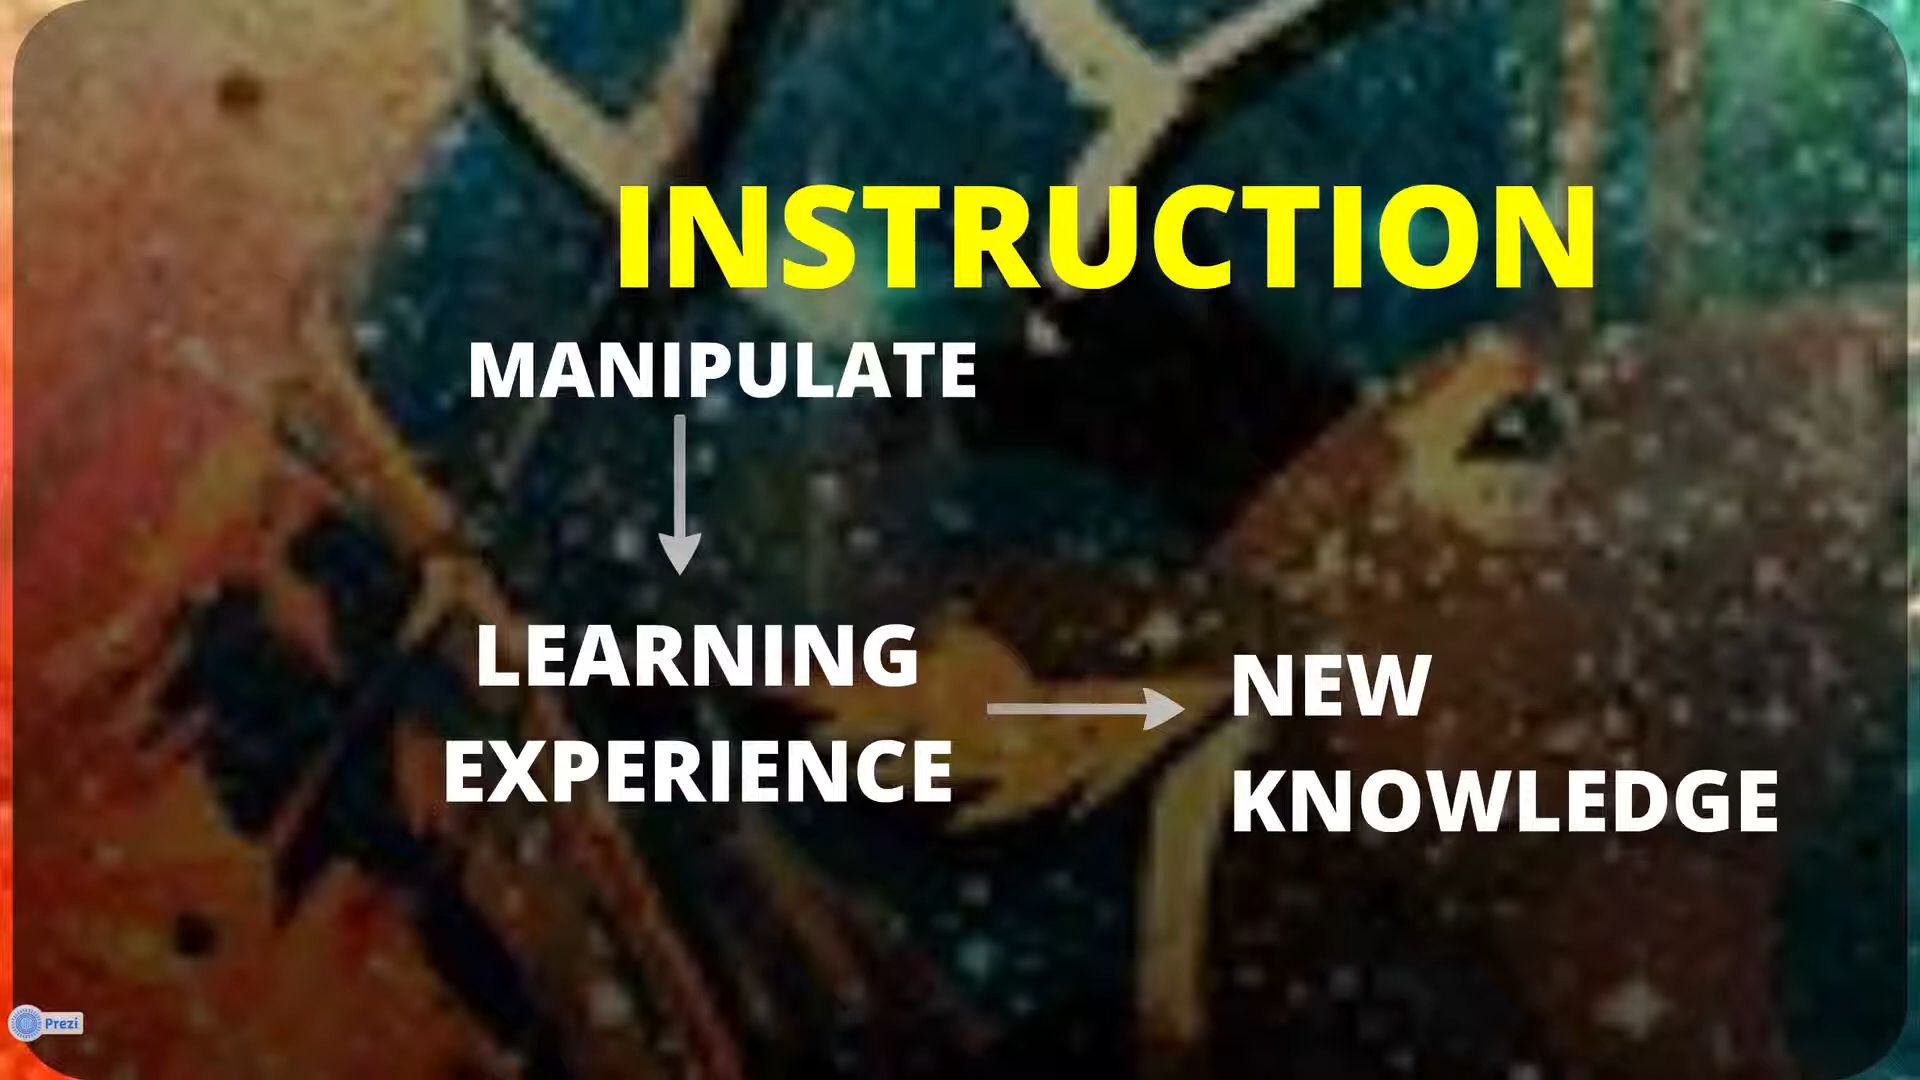 INSTRUCTION
MANIPULATE
LEARNING
EXPERIENCE
NEW
KNOWLEDGE
Prezi